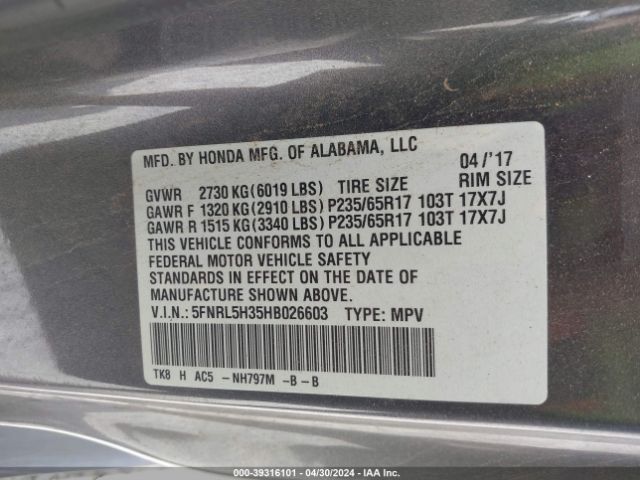 MFD. BY HONDA MFG. OF ALABAMA, LLC 04 /'17
GVWR 2730 KG(6019 LBS) TIRE SIZE RIM SIZE
GAWR F 1320 KG(2910 LBS)P235/65R17 103T 17X7J
GAWR R 1515 KG(3340 LBS)P235/65R17 103T 17X7J
THIS VEHICLE CONFORMS TO ALL APPLICABLE
FEDERAL MOTOR VEHICLE SAFETY
STANDARDS IN EFFECT ON THE DATE OF
MANUFACTURE SHOWN ABOVE.
V.I.N.: 5FNRL5H35HB026603 TYPE: MPV
TK8 H AC5 -NH797M -B -B
000-39316101 - 04/30/2024 - IAA Inc.